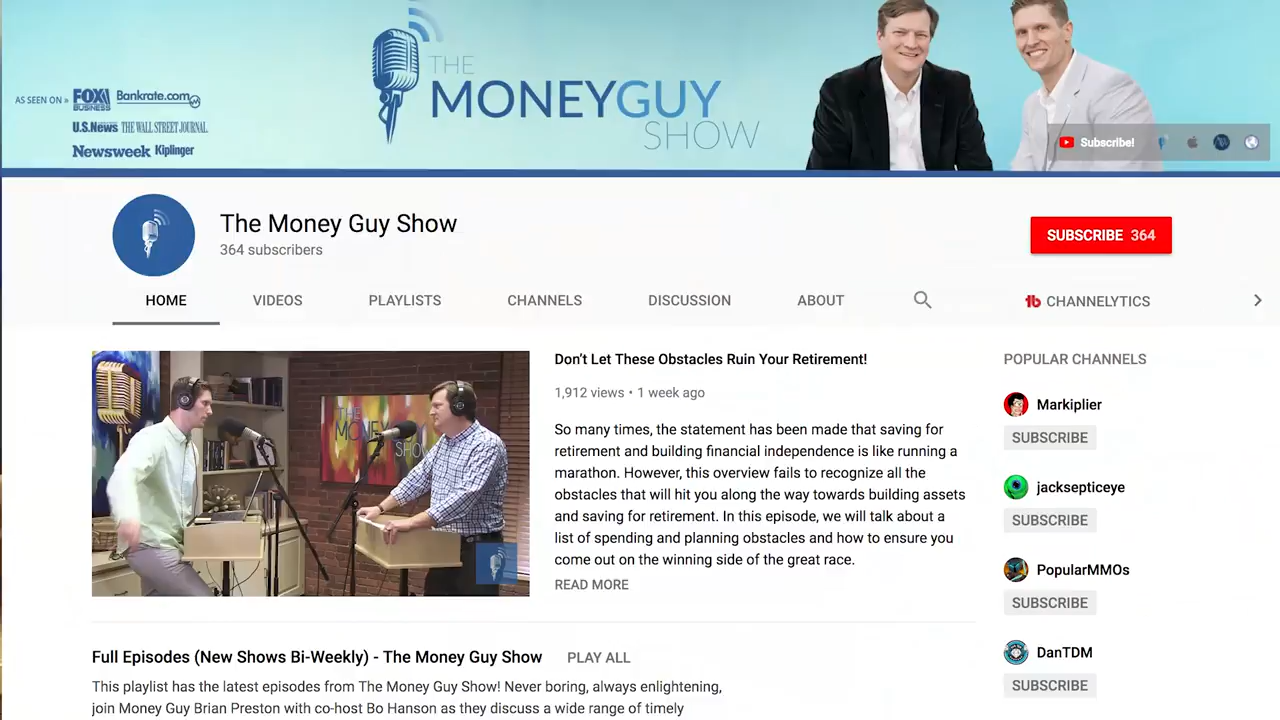 AS SEEN ON »
FOX BUSINESS
Bankrate.com
U.S.News
THE WALL STREET JOURNAL
Newsweek
Kiplinger
THE
MONEYGUY
SHOW
Subscribe!
The Money Guy Show
364 subscribers
SUBSCRIBE 364
HOME
VIDEOS
PLAYLISTS
CHANNELS
DISCUSSION
ABOUT
CHANNELYTICS
THE
MONEY
SHOW
Don't Let These Obstacles Ruin Your Retirement!
1,912 views • 1 week ago
So many times, the statement has been made that saving for
retirement and building financial independence is like running a
marathon. However, this overview fails to recognize all the
obstacles that will hit you along the way towards building assets
and saving for retirement. In this episode, we will talk about a
list of spending and planning obstacles and how to ensure you
come out on the winning side of the great race.
READ MORE
POPULAR CHANNELS
Markiplier
SUBSCRIBE
jacksepticeye
SUBSCRIBE
PopularMMOs
SUBSCRIBE
DanTDM
SUBSCRIBE
Full Episodes (New Shows Bi-Weekly) - The Money Guy Show
PLAY ALL
This playlist has the latest episodes from The Money Guy Show! Never boring, always enlightening,
join Money Guy Brian Preston with co-host Bo Hanson as they discuss a wide range of timely